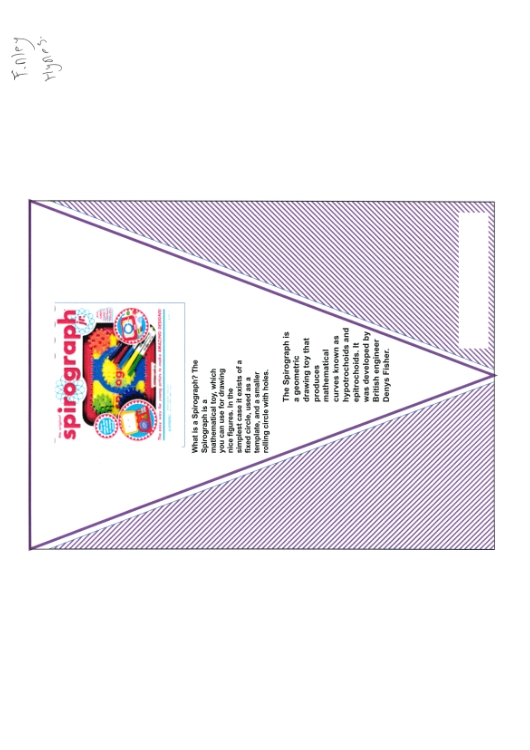 Finley
Hynes.
spirograph
What is a Spirograph? The
Spirograph is a
mathematical toy, which
you can use for drawing
nice figures. In the
simplest case it exists of a
fixed circle, used as a
template, and a smaller
rolling circle with holes.
The Spirograph is
a geometric
drawing toy that
produces
mathematical
curves known as
hypotrochoids and
epitrochoids. It
was developed by
British engineer
Denys Fisher.